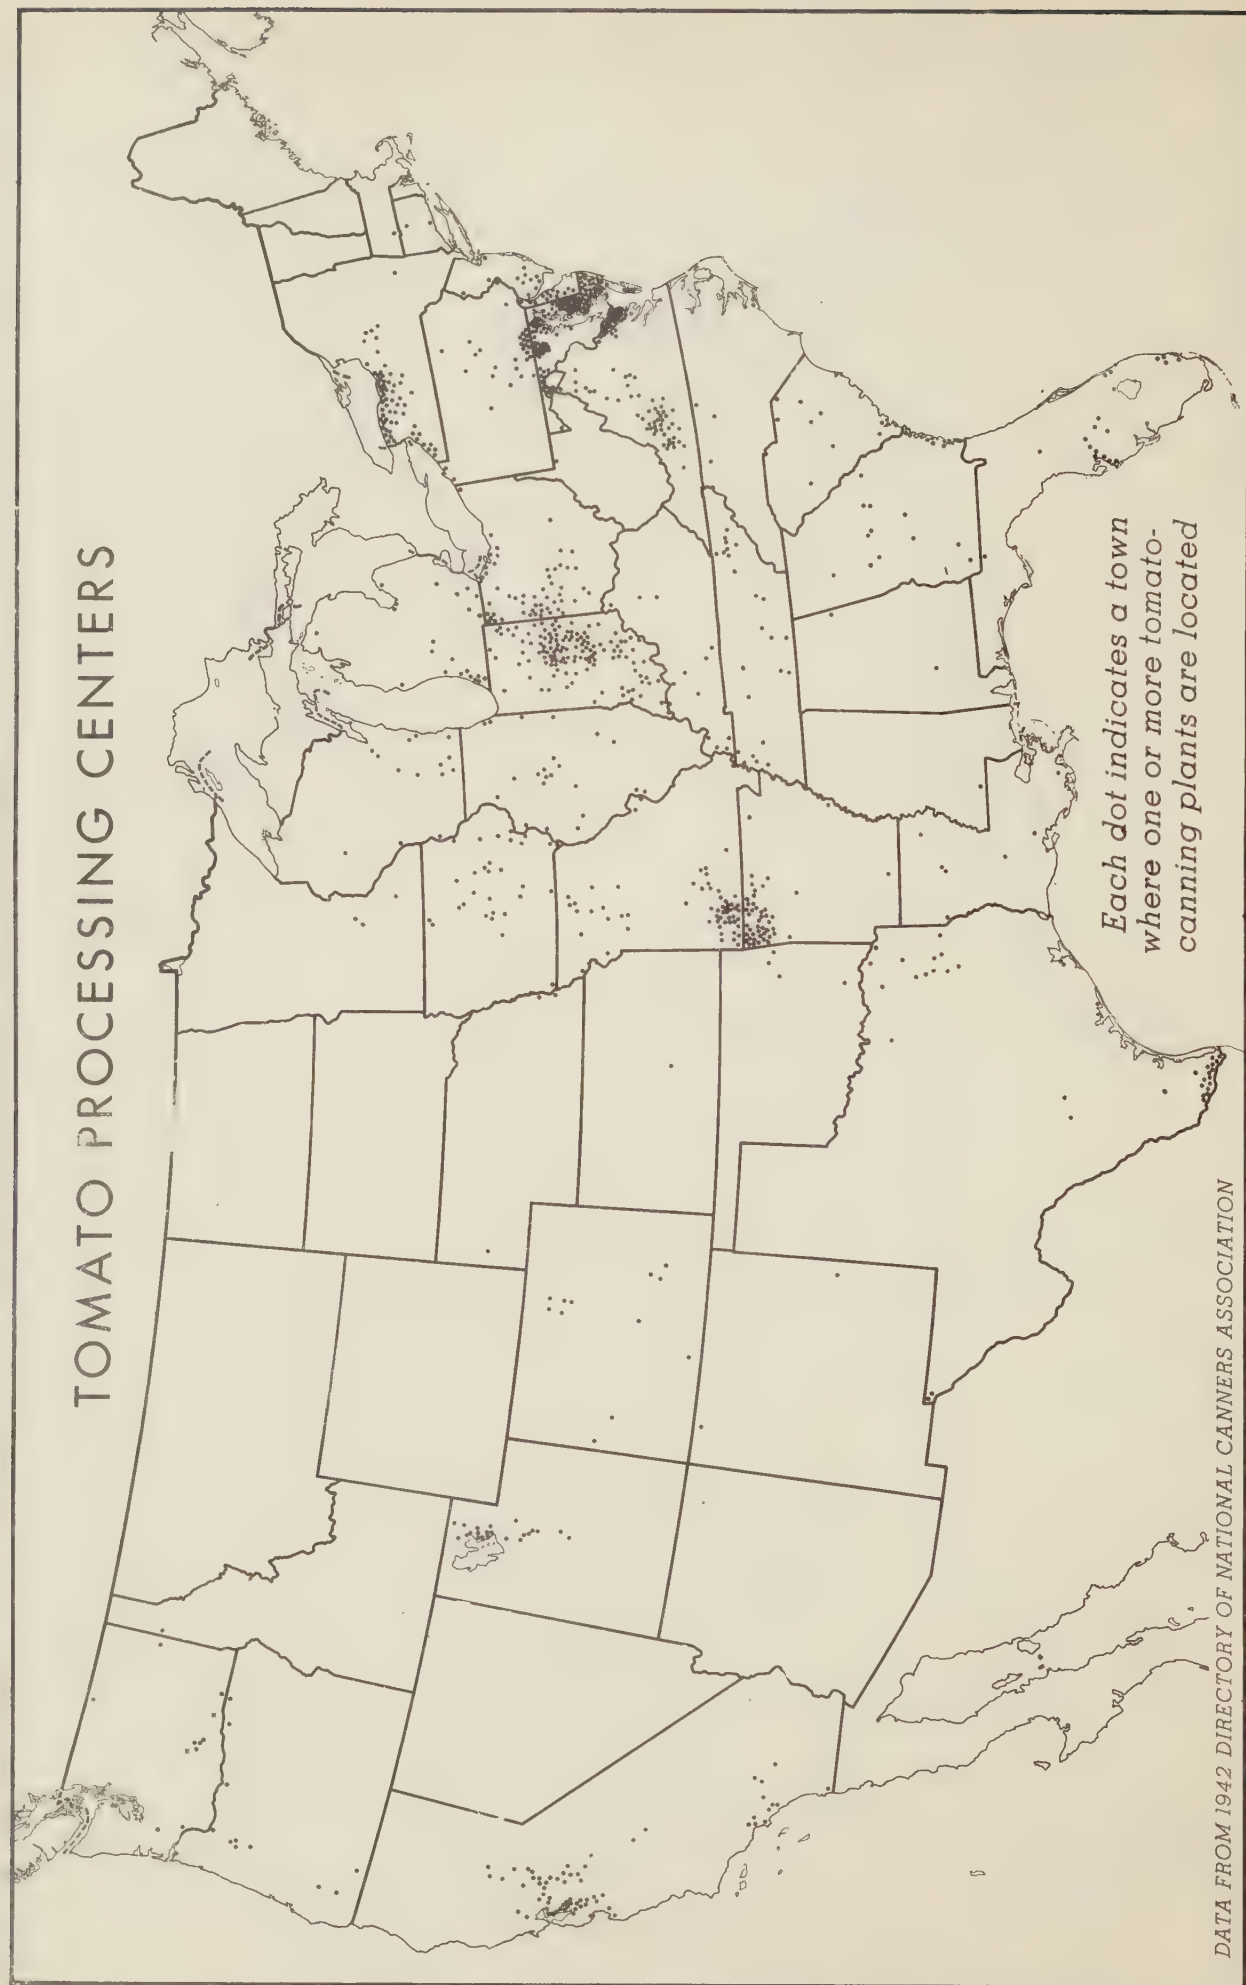 TOMATO PROCESSING CENTERS
Each dot indicates a town
where one or more tomato-
canning plants are located
DATA FROM 1942 DIRECTORY OF NATIONAL CANNERS ASSOCIATION